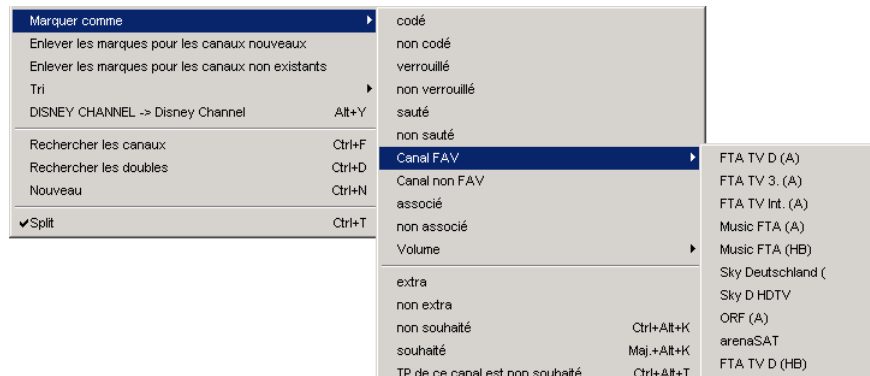 Marquer comme
Enlever les marques pour les canaux nouveaux
Enlever les marques pour les canaux non existants
Tri
DISNEY CHANNEL -> Disney Channel Alt+Y
Rechercher les canaux Ctrl+F
Rechercher les doubles Ctrl+D
Nouveau Ctrl+N
✓Split Ctrl+T
codé
non codé
verrouillé
non verrouillé
sauté
non sauté
Canal FAV
Canal non FAV
associé
non associé
Volume
extra
non extra
non souhaité Ctrl+Alt+K
souhaité Maj.+Alt+K
TP de ce canal est non souhaité Ctrl+Alt+T
FTA TV D (A)
FTA TV 3. (A)
FTA TV Int. (A)
Music FTA (A)
Music FTA (HB)
Sky Deutschland (
Sky D HDTV
ORF (A)
arenaSAT
FTA TV D (HB)